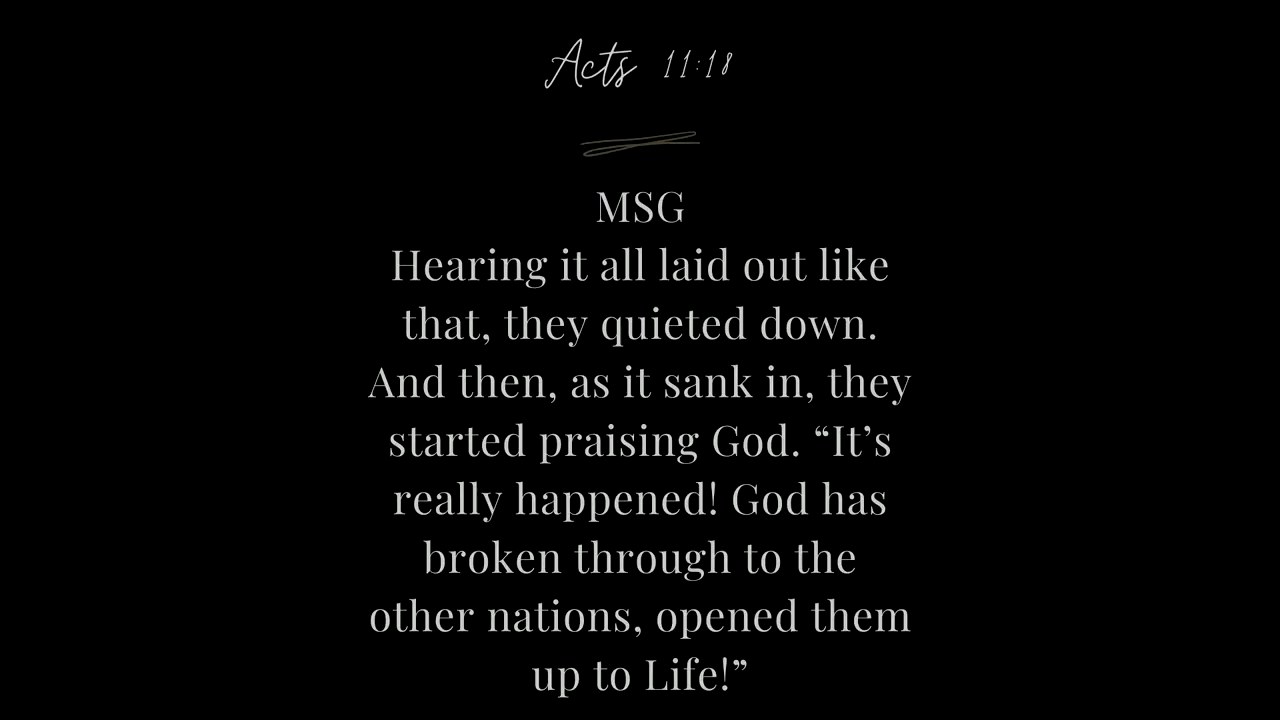 Acts 11:18
MSG
Hearing it all laid out like
that, they quieted down.
And then, as it sank in, they
started praising God. “It’s
really happened! God has
broken through to the
other nations, opened them
up to Life!”